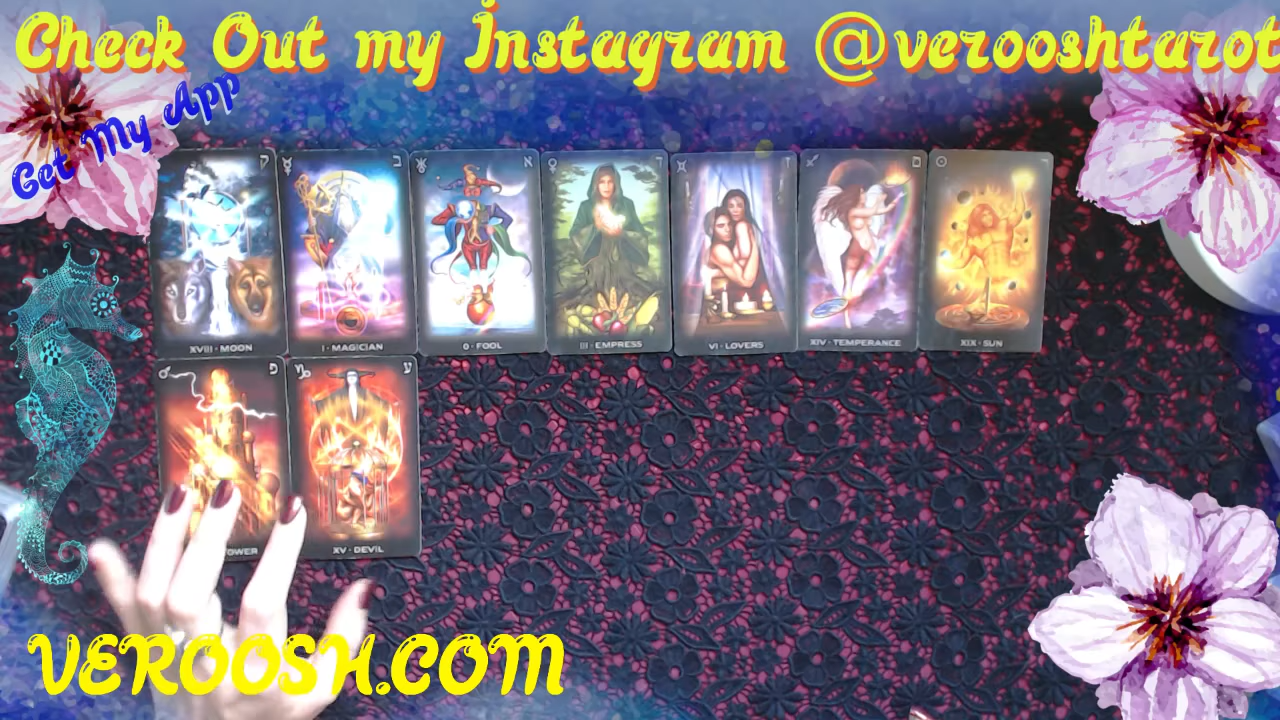 Check Out my Instagram @verooshtarot
Get My App
XVIII · MOON
I · MAGICIAN
0 · FOOL
III · EMPRESS
VI · LOVERS
XIV · TEMPERANCE
XIX · SUN
TOWER
XV · DEVIL
VEROOSH.COM